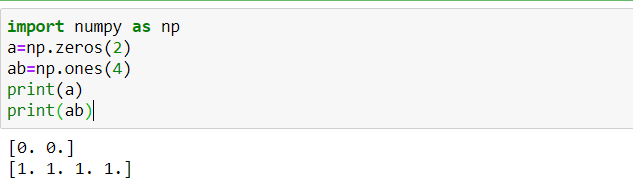 import numpy as np
a=np.zeros(2)
ab=np.ones(4)
print(a)
print(ab)
[0. 0.]
[1. 1. 1. 1.]